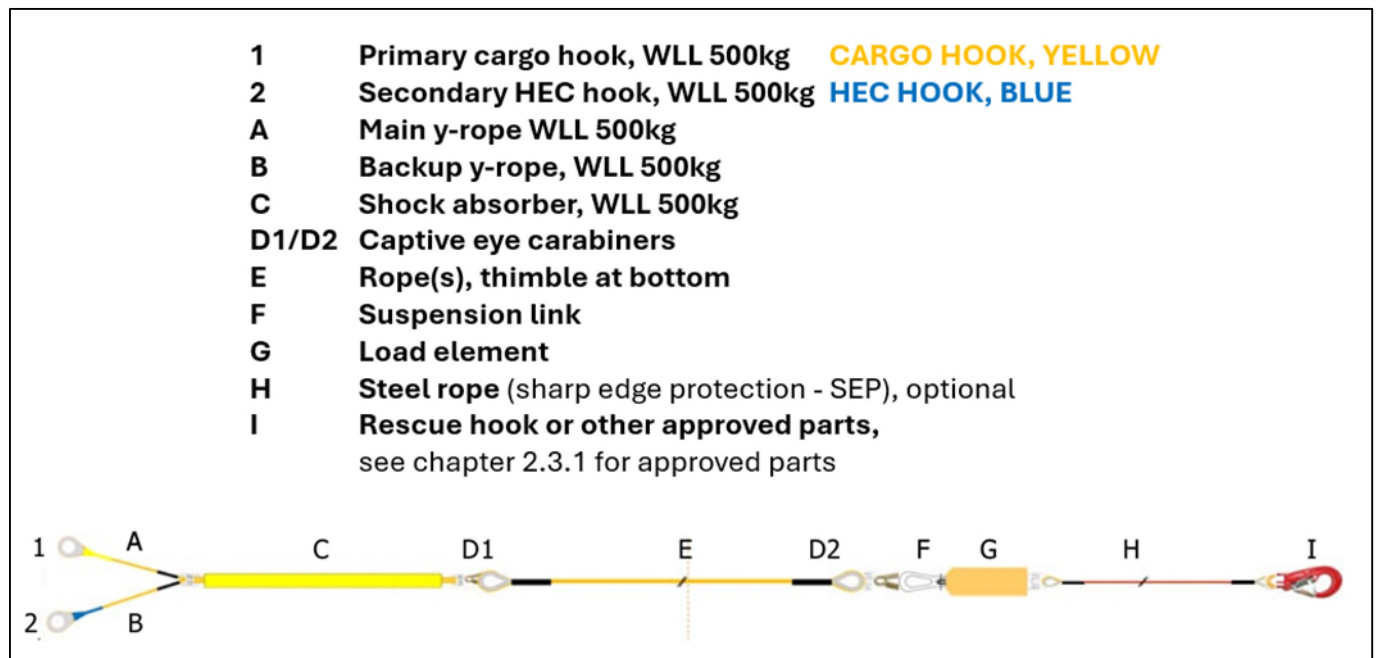 1 Primary cargo hook, WLL 500kg CARGO HOOK, YELLOW
2 Secondary HEC hook, WLL 500kg HEC HOOK, BLUE
A Main y-rope WLL 500kg
B Backup y-rope, WLL 500kg
C Shock absorber, WLL 500kg
D1/D2 Captive eye carabiners
E Rope(s), thimble at bottom
F Suspension link
G Load element
H Steel rope (sharp edge protection - SEP), optional
I Rescue hook or other approved parts,
see chapter 2.3.1 for approved parts
1 A C D1 E D2 F G H I
2 B